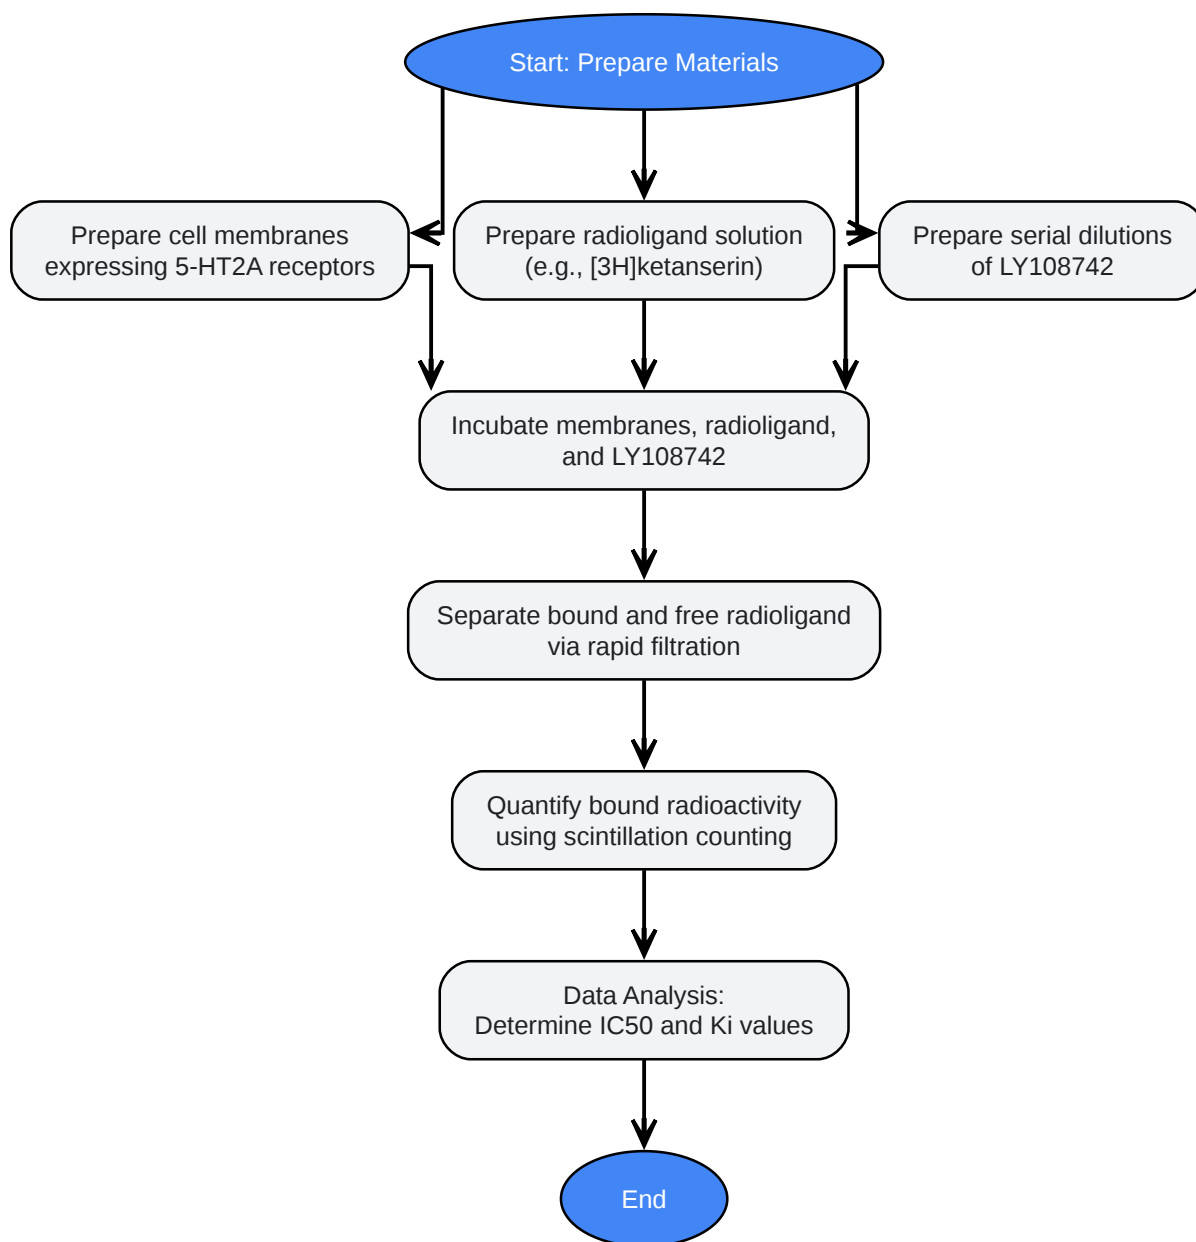 Start: Prepare Materials
Prepare cell membranes
expressing 5-HT2A receptors
Prepare radioligand solution
(e.g., [3H]ketanserin)
Prepare serial dilutions
of LY108742
Incubate membranes, radioligand,
and LY108742
Separate bound and free radioligand
via rapid filtration
Quantify bound radioactivity
using scintillation counting
Data Analysis:
Determine IC50 and Ki values
End